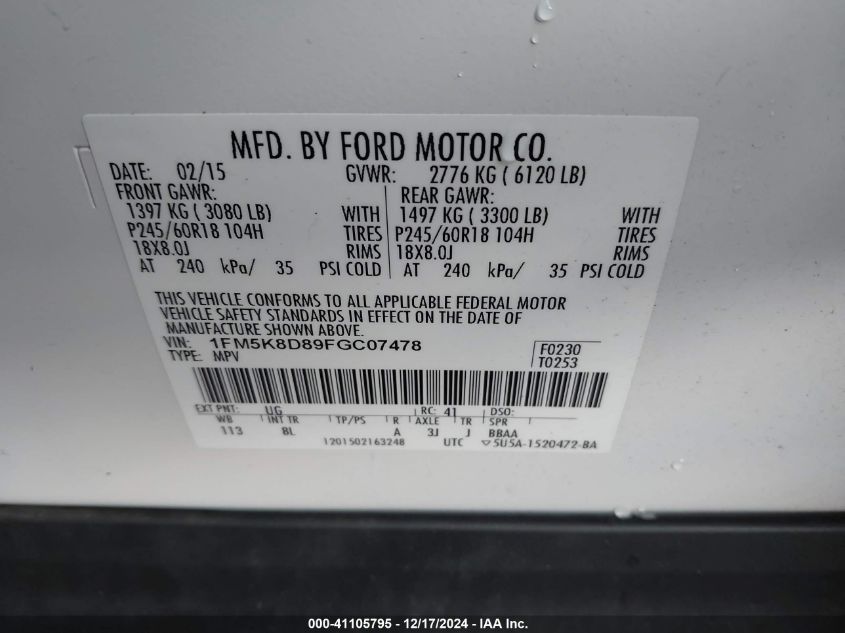 MFD. BY FORD MOTOR CO.
DATE: 02/15 GVWR: 2776 KG ( 6120 LB)
FRONT GAWR: REAR GAWR:
1397 KG ( 3080 LB) WITH 1497 KG ( 3300 LB) WITH
P245/60R18 104H TIRES P245/60R18 104H TIRES
18X8.0J RIMS 18X8.0J RIMS
AT 240 kPa/ 35 PSI COLD AT 240 kPa/ 35 PSI COLD
THIS VEHICLE CONFORMS TO ALL APPLICABLE FEDERAL MOTOR
VEHICLE SAFETY STANDARDS IN EFFECT ON THE DATE OF
MANUFACTURE SHOWN ABOVE.
VIN: 1FM5K8D89FGC07478 F0230
TYPE: MPV T0253
EXT PNT: UG RC: 41 DSO:
WB INT TR TP/PS R AXLE TR SPR
113 8L A 3J J BBAA
1201502163248 UTC 5U5A-1520472-BA
000-41105795 - 12/17/2024 - IAA, Inc.